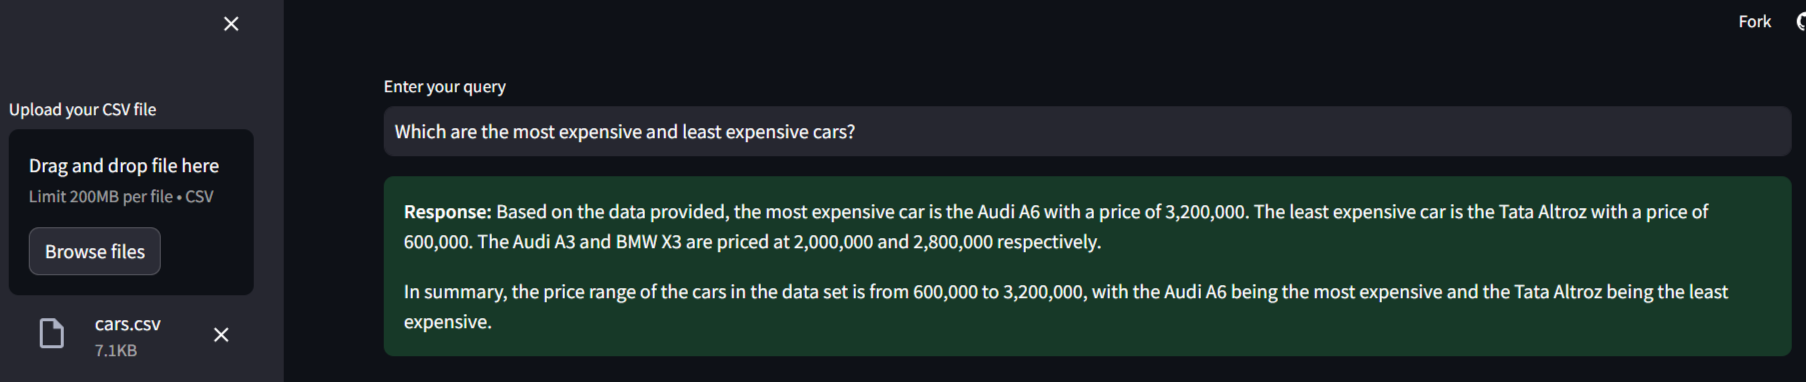 Fork
Upload your CSV file
Drag and drop file here
Limit 200MB per file • CSV
Browse files
cars.csv
7.1KB
Enter your query
Which are the most expensive and least expensive cars?
Response: Based on the data provided, the most expensive car is the Audi A6 with a price of 3,200,000. The least expensive car is the Tata Altroz with a price of
600,000. The Audi A3 and BMW X3 are priced at 2,000,000 and 2,800,000 respectively.
In summary, the price range of the cars in the data set is from 600,000 to 3,200,000, with the Audi A6 being the most expensive and the Tata Altroz being the least
expensive.